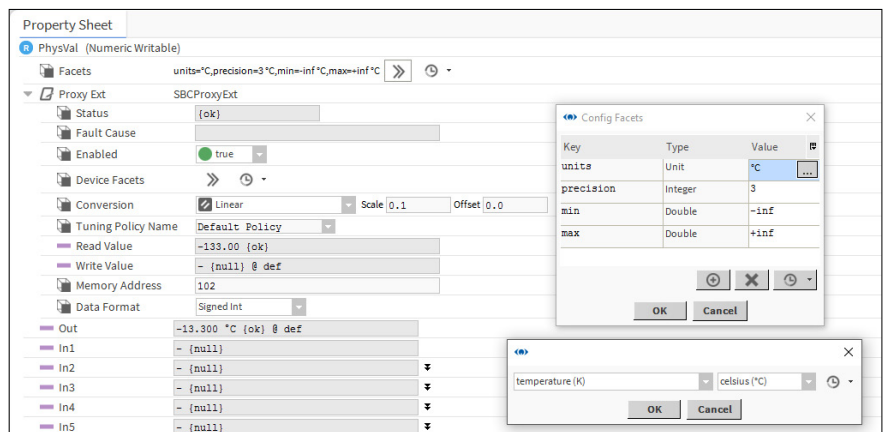 Property Sheet
R PhysVal (Numeric Writable)
Facets units=°C,precision=3 °C,min=-inf °C,max=+inf °C
Proxy Ext SBCProxyExt
Status {ok}
Fault Cause
Enabled true
Device Facets
Conversion Linear Scale 0.1 Offset 0.0
Tuning Policy Name Default Policy
Read Value -133.00 {ok}
Write Value - {null} @ def
Memory Address 102
Data Format Signed Int
Out -13.300 °C {ok} @ def
In1 - {null}
In2 - {null}
In3 - {null}
In4 - {null}
In5 - {null}
Config Facets
Key Type Value
units Unit °C ...
precision Integer 3
min Double -inf
max Double +inf
OK Cancel
temperature (K) celsius (°C)
OK Cancel